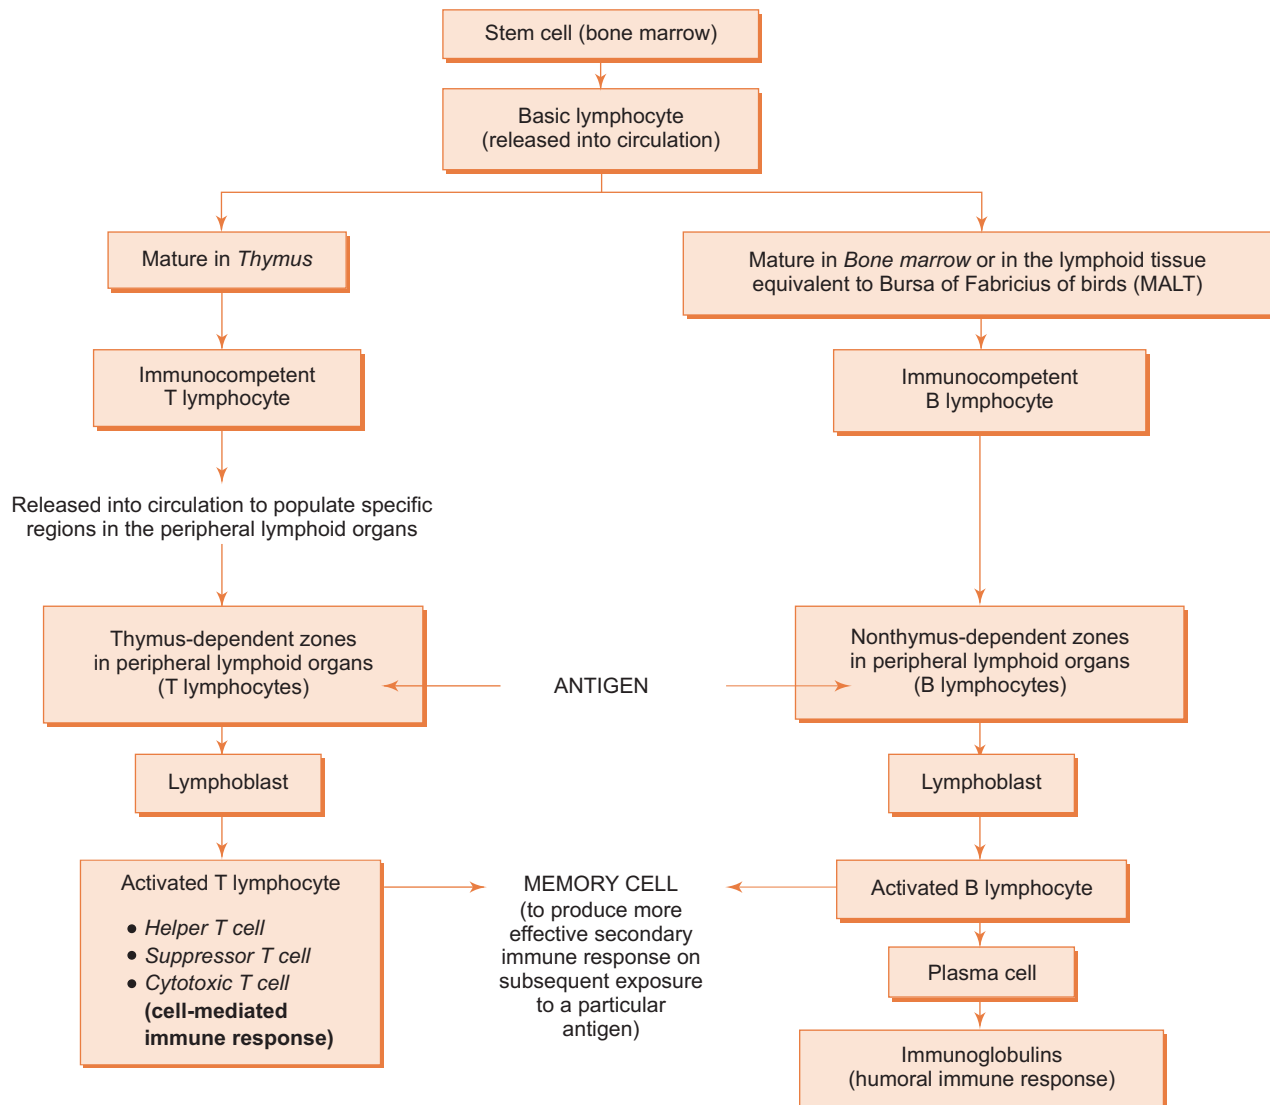 Stem cell (bone marrow)
Basic lymphocyte
(released into circulation)
Mature in Thymus
Mature in Bone marrow or in the lymphoid tissue
equivalent to Bursa of Fabricius of birds (MALT)
Immunocompetent
T lymphocyte
Immunocompetent
B lymphocyte
Released into circulation to populate specific
regions in the peripheral lymphoid organs
Thymus-dependent zones
in peripheral lymphoid organs
(T lymphocytes)
ANTIGEN
Nonthymus-dependent zones
in peripheral lymphoid organs
(B lymphocytes)
Lymphoblast
Lymphoblast
Activated T lymphocyte
• Helper T cell
• Suppressor T cell
• Cytotoxic T cell
(cell-mediated
immune response)
MEMORY CELL
(to produce more
effective secondary
immune response on
subsequent exposure
to a particular
antigen)
Activated B lymphocyte
Plasma cell
Immunoglobulins
(humoral immune response)